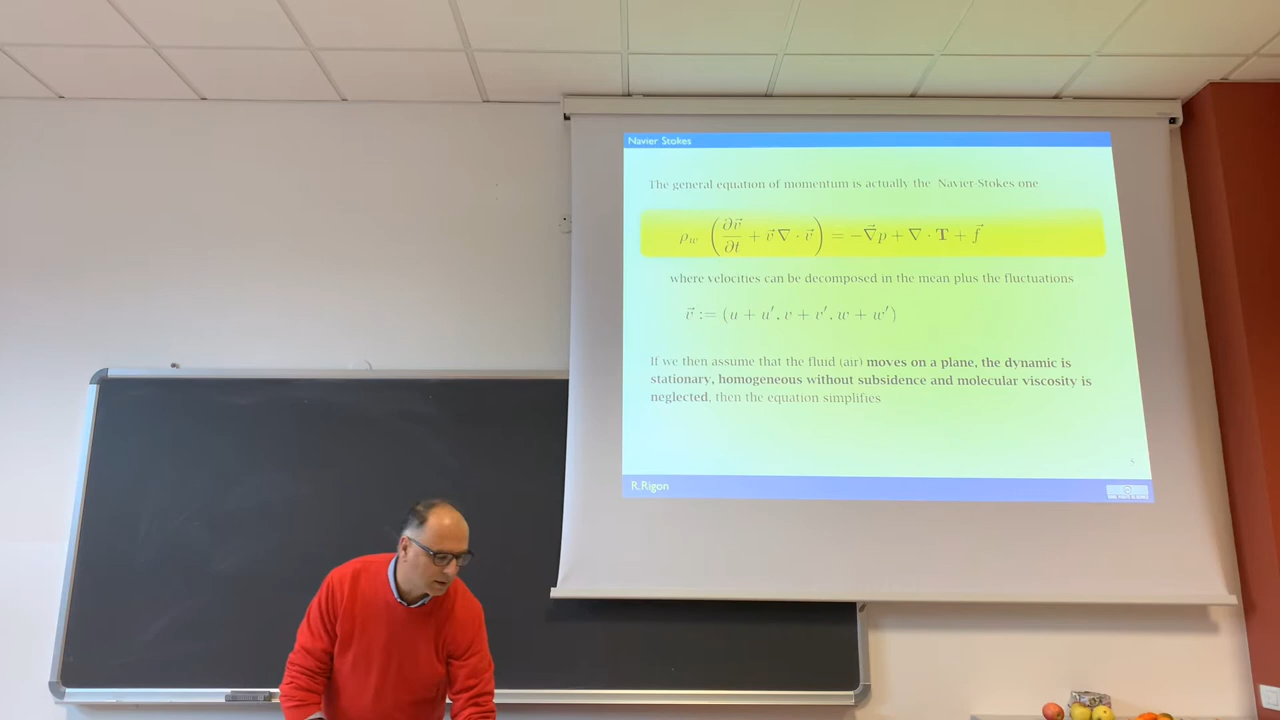 Navier Stokes
The general equation of momentum is actually the Navier-Stokes one
ρ_w (∂v⃗/∂t + v⃗ ∇ · v⃗) = −∇⃗p + ∇ · T + f⃗
where velocities can be decomposed in the mean plus the fluctuations
v⃗ := (u + u′, v + v′, w + w′)
If we then assume that the fluid (air) moves on a plane, the dynamic is
stationary, homogeneous without subsidence and molecular viscosity is
neglected, then the equation simplifies
R.Rigon